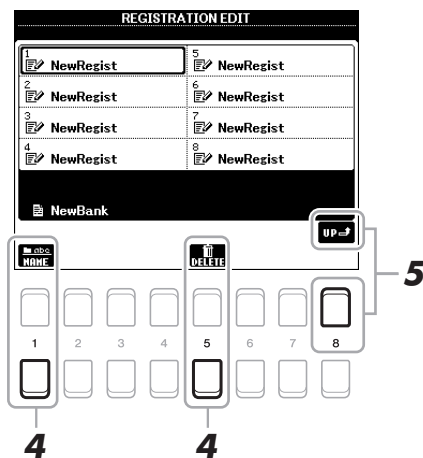 REGISTRATION EDIT
1 NewRegist
5 NewRegist
2 NewRegist
6 NewRegist
3 NewRegist
7 NewRegist
4 NewRegist
8 NewRegist
NewBank
UP
abc
NAME
DELETE
5
1 2 3 4 5 6 7 8
4 4